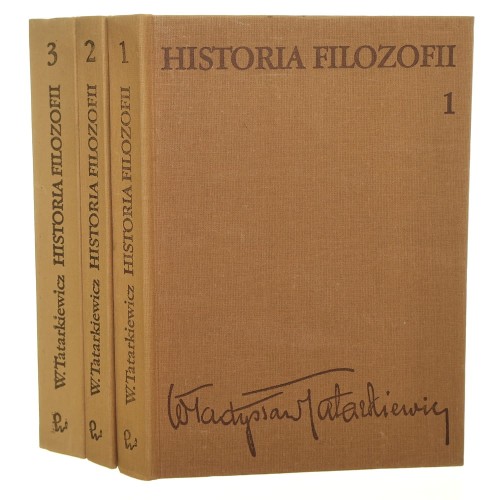 3
W. Tatarkiewicz HISTORIA FILOZOFII
2
W. Tatarkiewicz HISTORIA FILOZOFII
1
W. Tatarkiewicz HISTORIA FILOZOFII
HISTORIA FILOZOFII
1
Władysław Tatarkiewicz